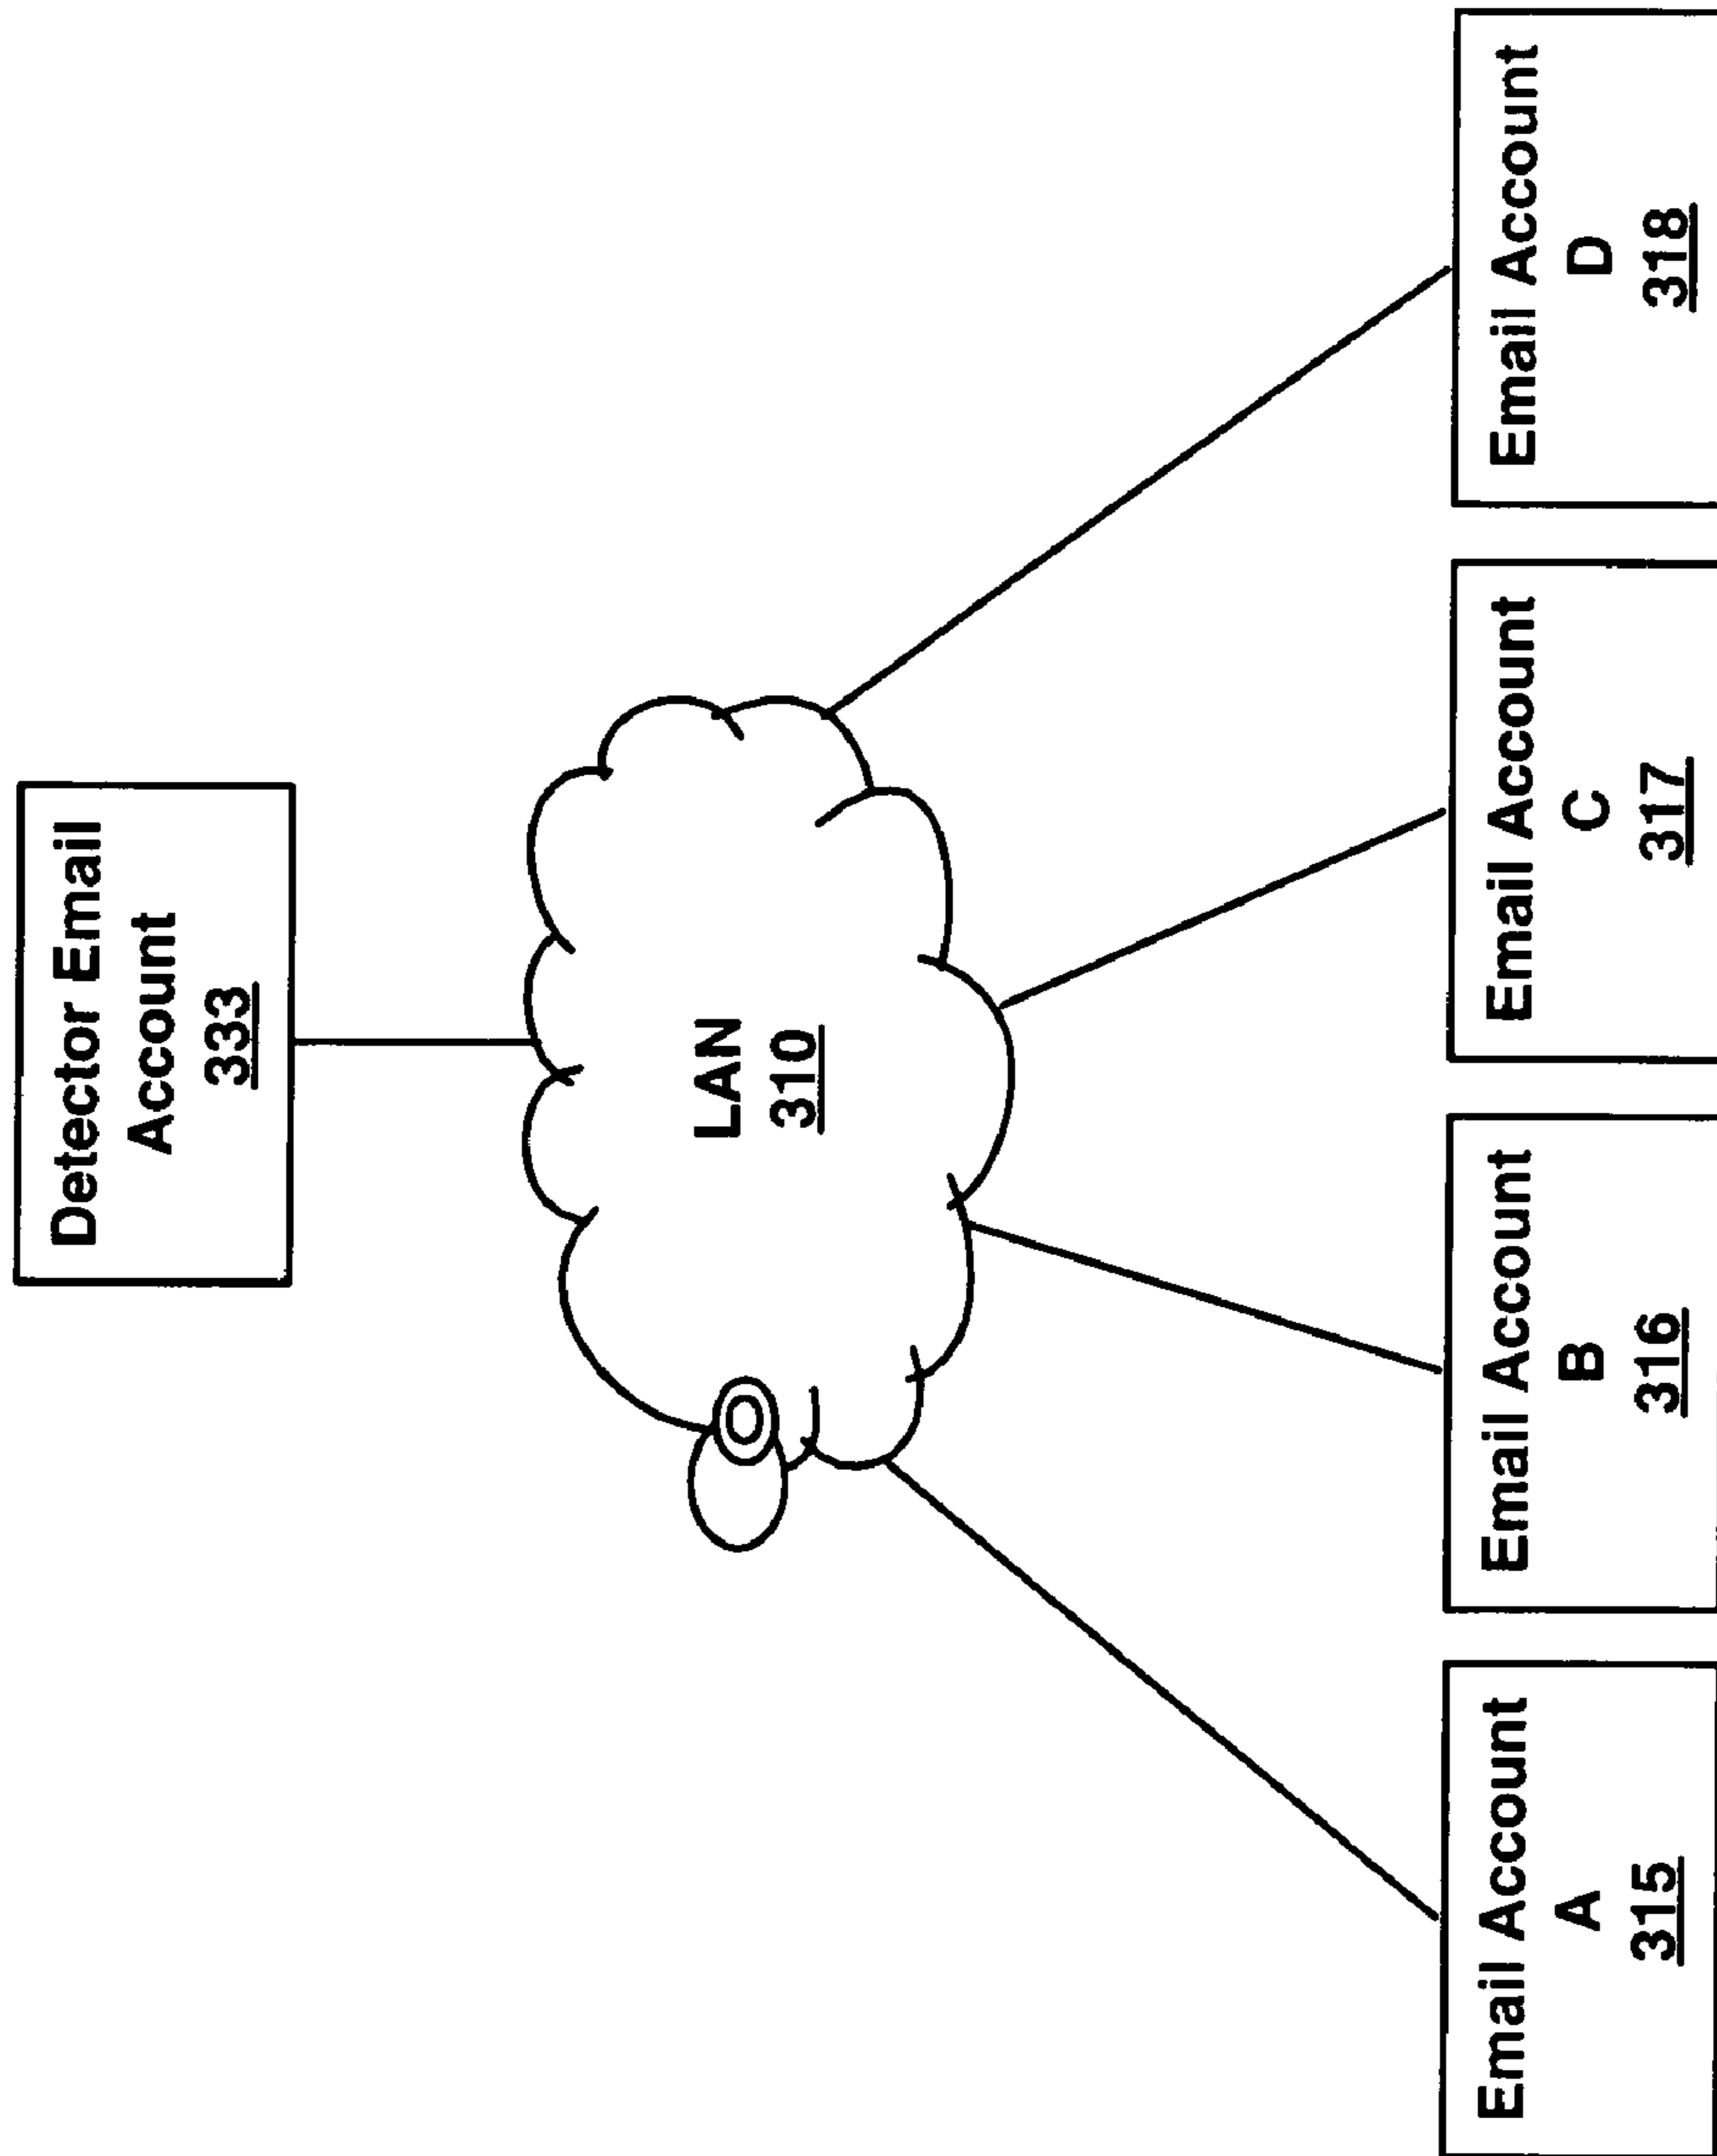 Detector Email
Account
333
LAN
310
Email Account
A
315
Email Account
B
316
Email Account
C
317
Email Account
D
318